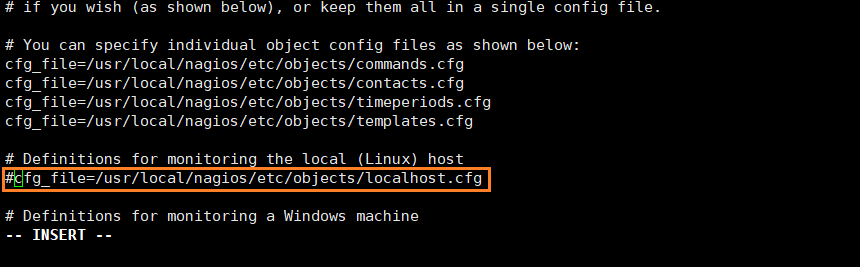 # if you wish (as shown below), or keep them all in a single config file.
# You can specify individual object config files as shown below:
cfg_file=/usr/local/nagios/etc/objects/commands.cfg
cfg_file=/usr/local/nagios/etc/objects/contacts.cfg
cfg_file=/usr/local/nagios/etc/objects/timeperiods.cfg
cfg_file=/usr/local/nagios/etc/objects/templates.cfg
# Definitions for monitoring the local (Linux) host
#cfg_file=/usr/local/nagios/etc/objects/localhost.cfg
# Definitions for monitoring a Windows machine
-- INSERT --